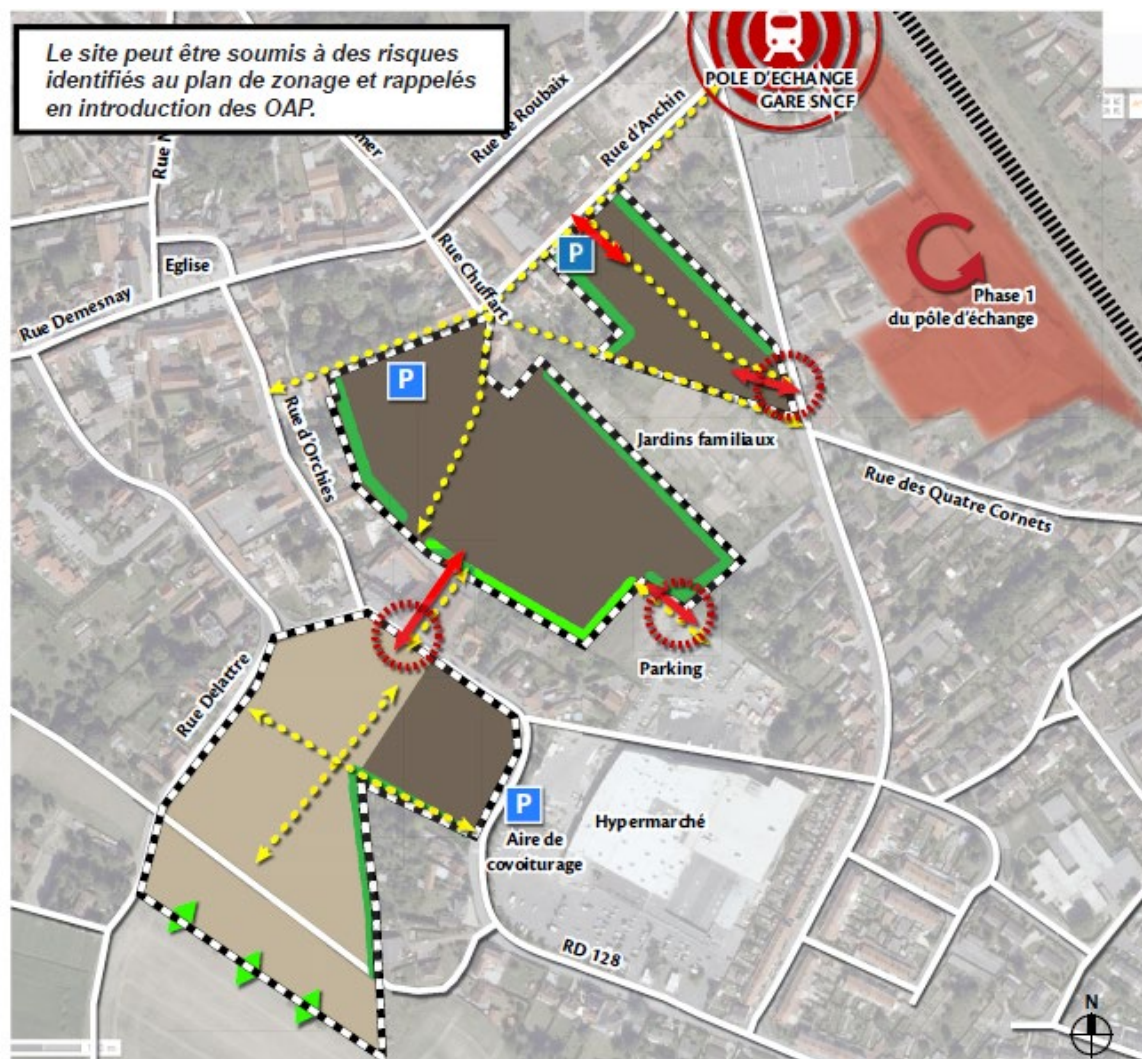 Le site peut être soumis à des risques
identifiés au plan de zonage et rappelés
en introduction des OAP.
POLE D'ECHANGE
GARE SNCF
Rue de Roubaix
Rue d'Anchin
Rue
Eglise
Rue Chuffart
P
Phase 1
du pôle d'échange
Rue Demesnay
P
Rue d'Orchies
Jardins familiaux
Rue des Quatre Cornets
Parking
Rue Delattre
P
Aire de
covoiturage
Hypermarché
RD 128
N